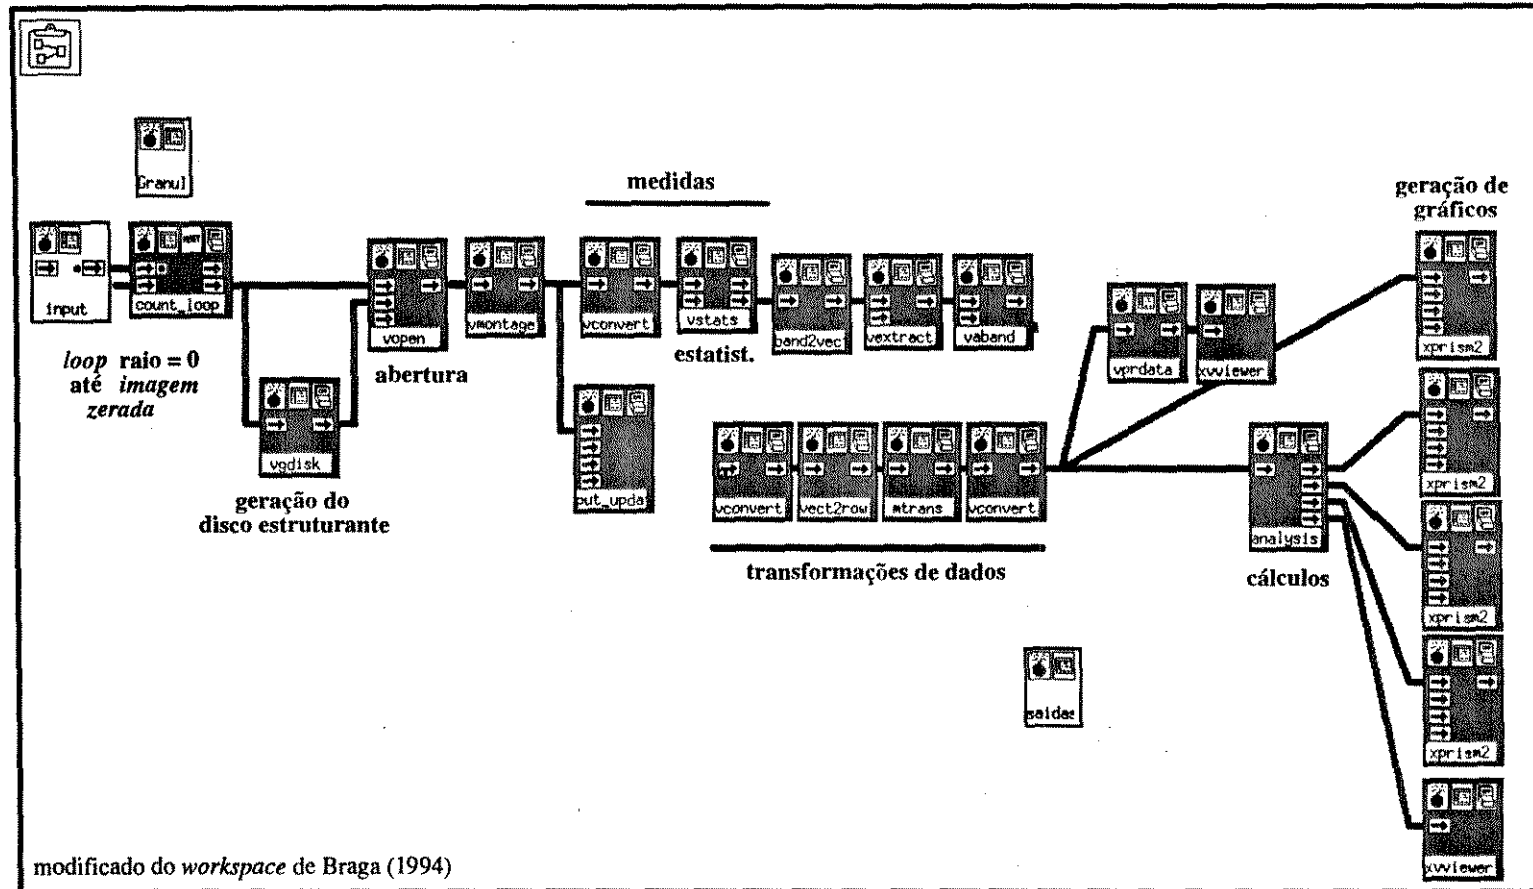 Granul
medidas
geração de
gráficos
input
count_loop
vopen
vmontage
vconvert
vstats
band2vec
vextract
vaband
vprdata
xvviewer
xprism2
loop raio = 0
até imagem
zerada
abertura
estatist.
vgdisk
geração do
disco estruturante
put_upda
vconvert
vect2row
mtrans
vconvert
transformações de dados
analysis
cálculos
xprism2
xprism2
saidas
xprism2
xvviewer
modificado do workspace de Braga (1994)